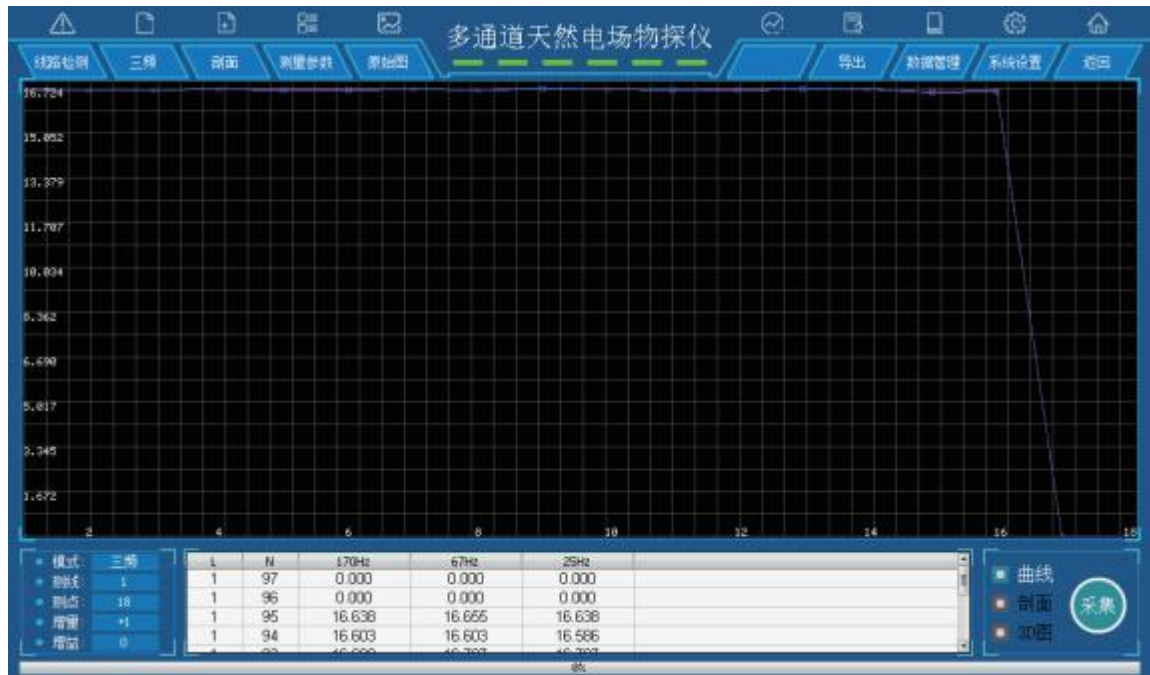 多通道天然电场物探仪
线路检测 三频 剖面 测量参数 原始图 导出 数据管理 系统设置 返回
16.724
15.052
13.379
11.707
10.034
8.362
6.690
5.017
3.345
1.672
2 4 6 8 10 12 14 16 18
模式: 三频
测线 1
测点 18
增量 +1
增益 0
L N 170Hz 67Hz 25Hz
1 97 0.000 0.000 0.000
1 96 0.000 0.000 0.000
1 95 16.638 16.655 16.638
1 94 16.603 16.603 16.586
曲线
剖面
3D图
采集
0%